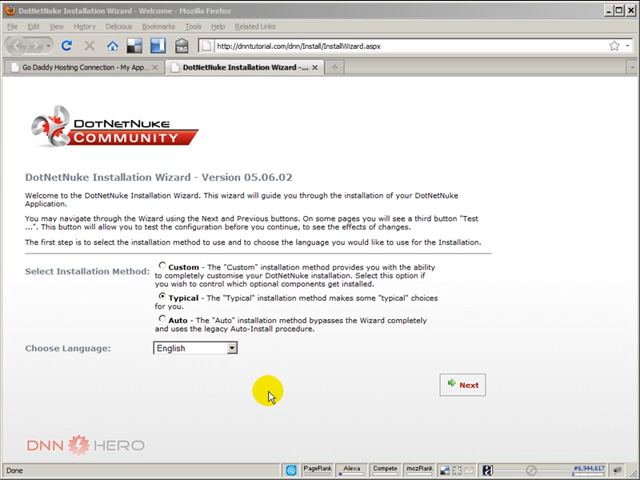 DotNetNuke Installation Wizard - Welcome - Mozilla Firefox
File Edit View History Delicious Bookmarks Tools Help Related Links
http://dnntutorial.com/dnn/Install/InstallWizard.aspx
Go Daddy Hosting Connection - My App... DotNetNuke Installation Wizard -...
DOTNETNUKE
COMMUNITY
DotNetNuke Installation Wizard - Version 05.06.02
Welcome to the DotNetNuke Installation Wizard. This wizard will guide you through the installation of your DotNetNuke
Application.
You may navigate through the Wizard using the Next and Previous buttons. On some pages you will see a third button "Test
...". This button will allow you to test the configuration before you continue, to see the effects of changes.
The first step is to select the installation method to use and to choose the language you would like to use for the Installation.
Select Installation Method:
Custom - The "Custom" installation method provides you with the ability
to completely customise your DotNetNuke installation. Select this option if
you wish to control which optional components get installed.
Typical - The "Typical" installation method makes some "typical" choices
for you.
Auto - The "Auto" installation method bypasses the Wizard completely
and uses the legacy Auto-Install procedure.
Choose Language: English
Next
DNN HERO
Done PageRank Alexa Compete mozRank #6,944,617